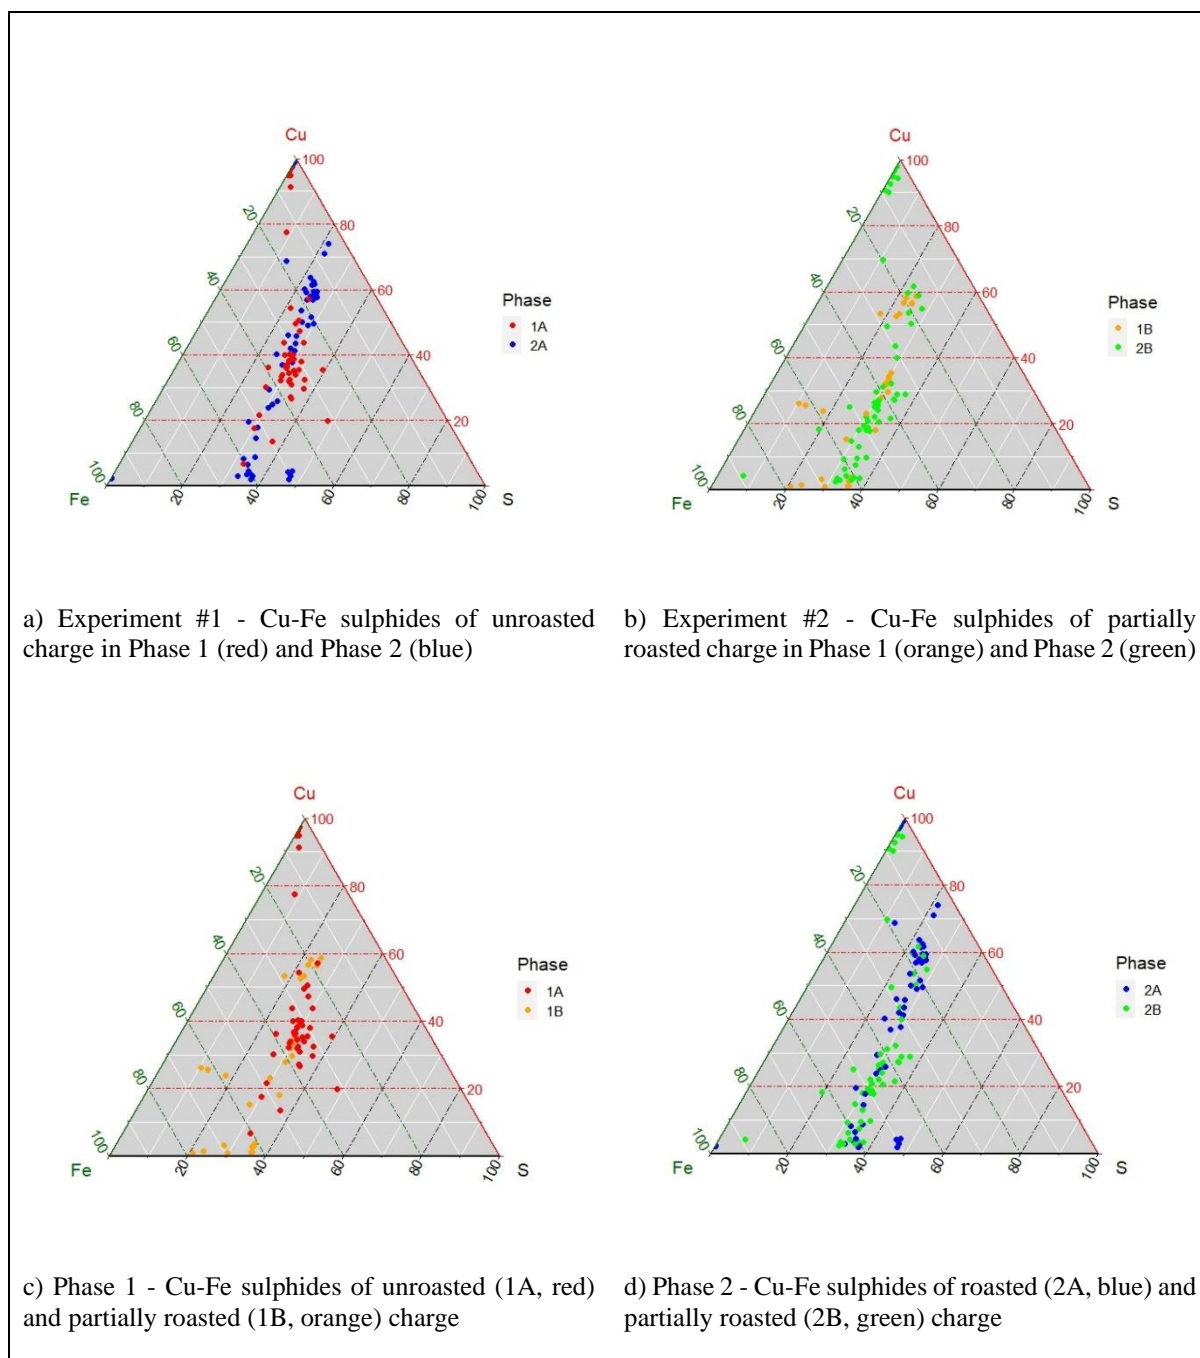 Cu
100
20
80
40
60
Phase
1A
2A
60
40
80
20
100
Fe
20
40
60
80
100
S
Cu
100
20
80
40
60
Phase
1B
2B
60
40
80
20
100
Fe
20
40
60
80
100
S
a) Experiment #1 - Cu-Fe sulphides of unroasted
charge in Phase 1 (red) and Phase 2 (blue)
b) Experiment #2 - Cu-Fe sulphides of partially
roasted charge in Phase 1 (orange) and Phase 2 (green)
Cu
100
20
80
40
60
Phase
1A
1B
60
40
80
20
100
Fe
20
40
60
80
100
S
Cu
100
20
80
40
60
Phase
2A
2B
60
40
80
20
100
Fe
20
40
60
80
100
S
c) Phase 1 - Cu-Fe sulphides of unroasted (1A, red)
and partially roasted (1B, orange) charge
d) Phase 2 - Cu-Fe sulphides of roasted (2A, blue) and
partially roasted (2B, green) charge